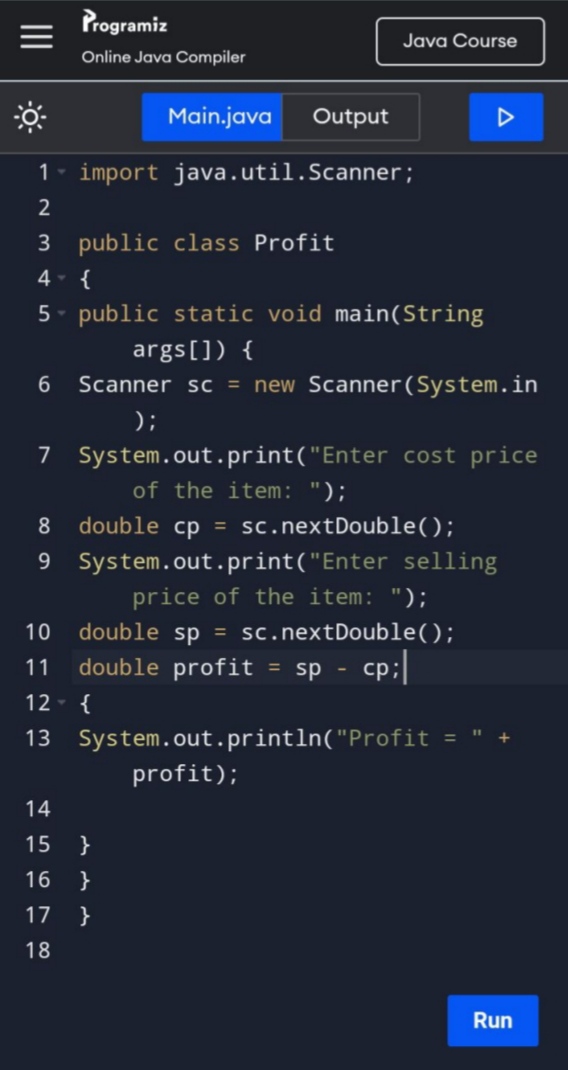 Programiz
Online Java Compiler
Java Course
Main.java
Output
1 import java.util.Scanner;
2
3 public class Profit
4 {
5 public static void main(String
args[]) {
6 Scanner sc = new Scanner(System.in
);
7 System.out.print("Enter cost price
of the item: ");
8 double cp = sc.nextDouble();
9 System.out.print("Enter selling
price of the item: ");
10 double sp = sc.nextDouble();
11 double profit = sp - cp;
12 {
13 System.out.println("Profit = " +
profit);
14
15 }
16 }
17 }
18
Run